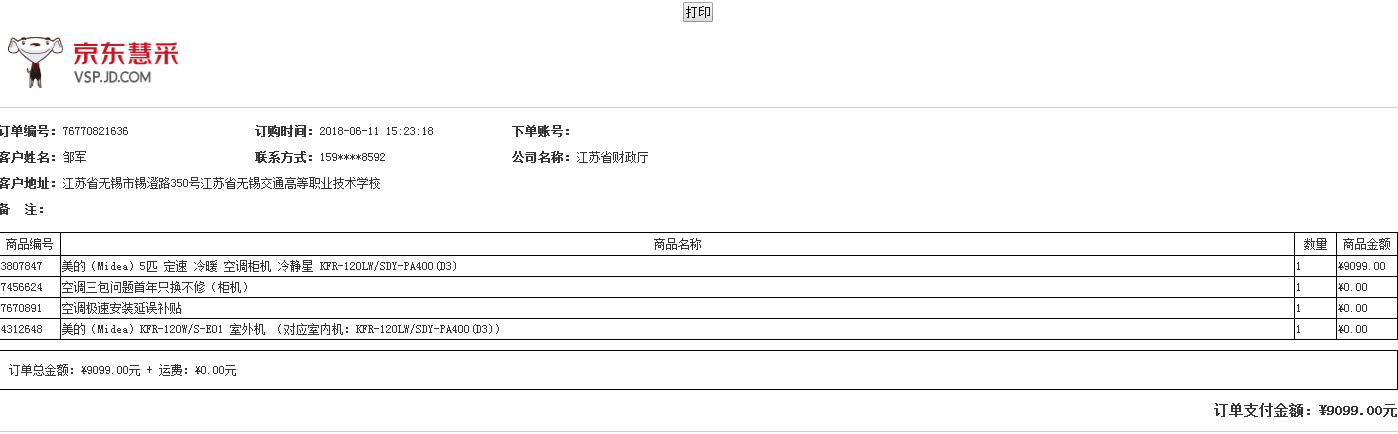 打印
京东慧采
VSP.JD.COM
订单编号：76770821636 订购时间：2018-06-11 15:23:18 下单账号：
客户姓名：邹军 联系方式：159****8592 公司名称：江苏省财政厅
客户地址：江苏省无锡市锡澄路350号江苏省无锡交通高等职业技术学校
备 注：
商品编号 商品名称 数量 商品金额
3807847 美的（Midea）5匹 定速 冷暖 空调柜机 冷静星 KFR-120LW/SDY-PA400(D3) 1 ¥9099.00
7456624 空调三包问题首年只换不修（柜机） 1 ¥0.00
7670891 空调极速安装延误补贴 1 ¥0.00
4312648 美的（Midea）KFR-120W/S-E01 室外机 （对应室内机：KFR-120LW/SDY-PA400(D3)） 1 ¥0.00
订单总金额：¥9099.00元 + 运费：¥0.00元
订单支付金额：¥9099.00元